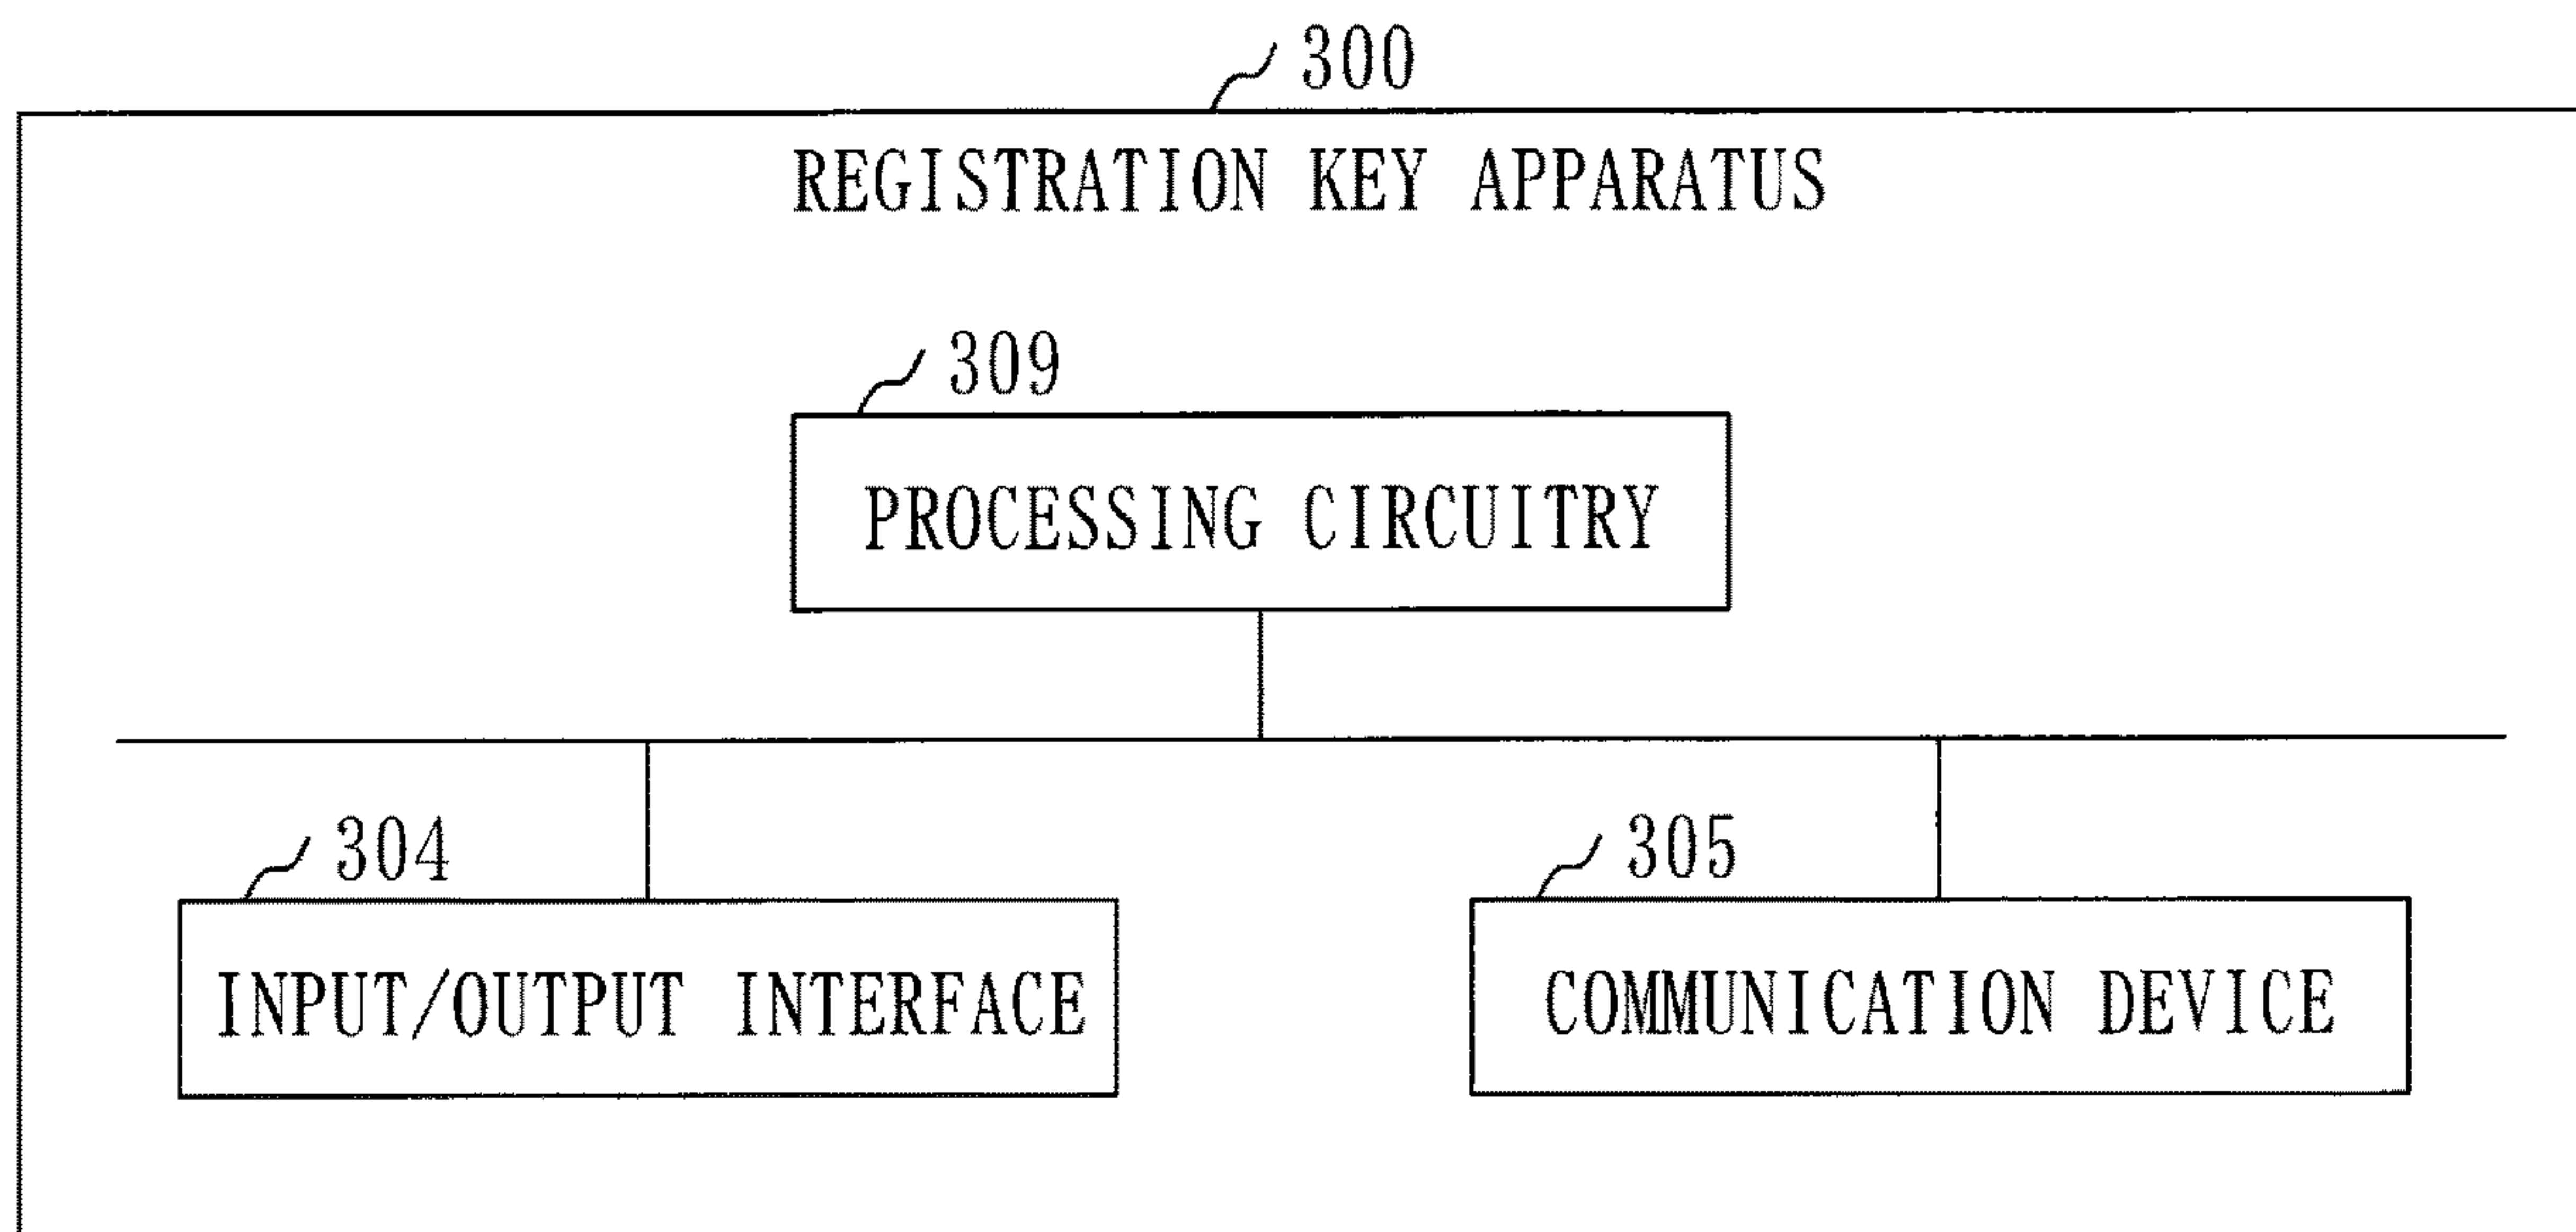 300
REGISTRATION KEY APPARATUS
309
PROCESSING CIRCUITRY
304
INPUT/OUTPUT INTERFACE
305
COMMUNICATION DEVICE